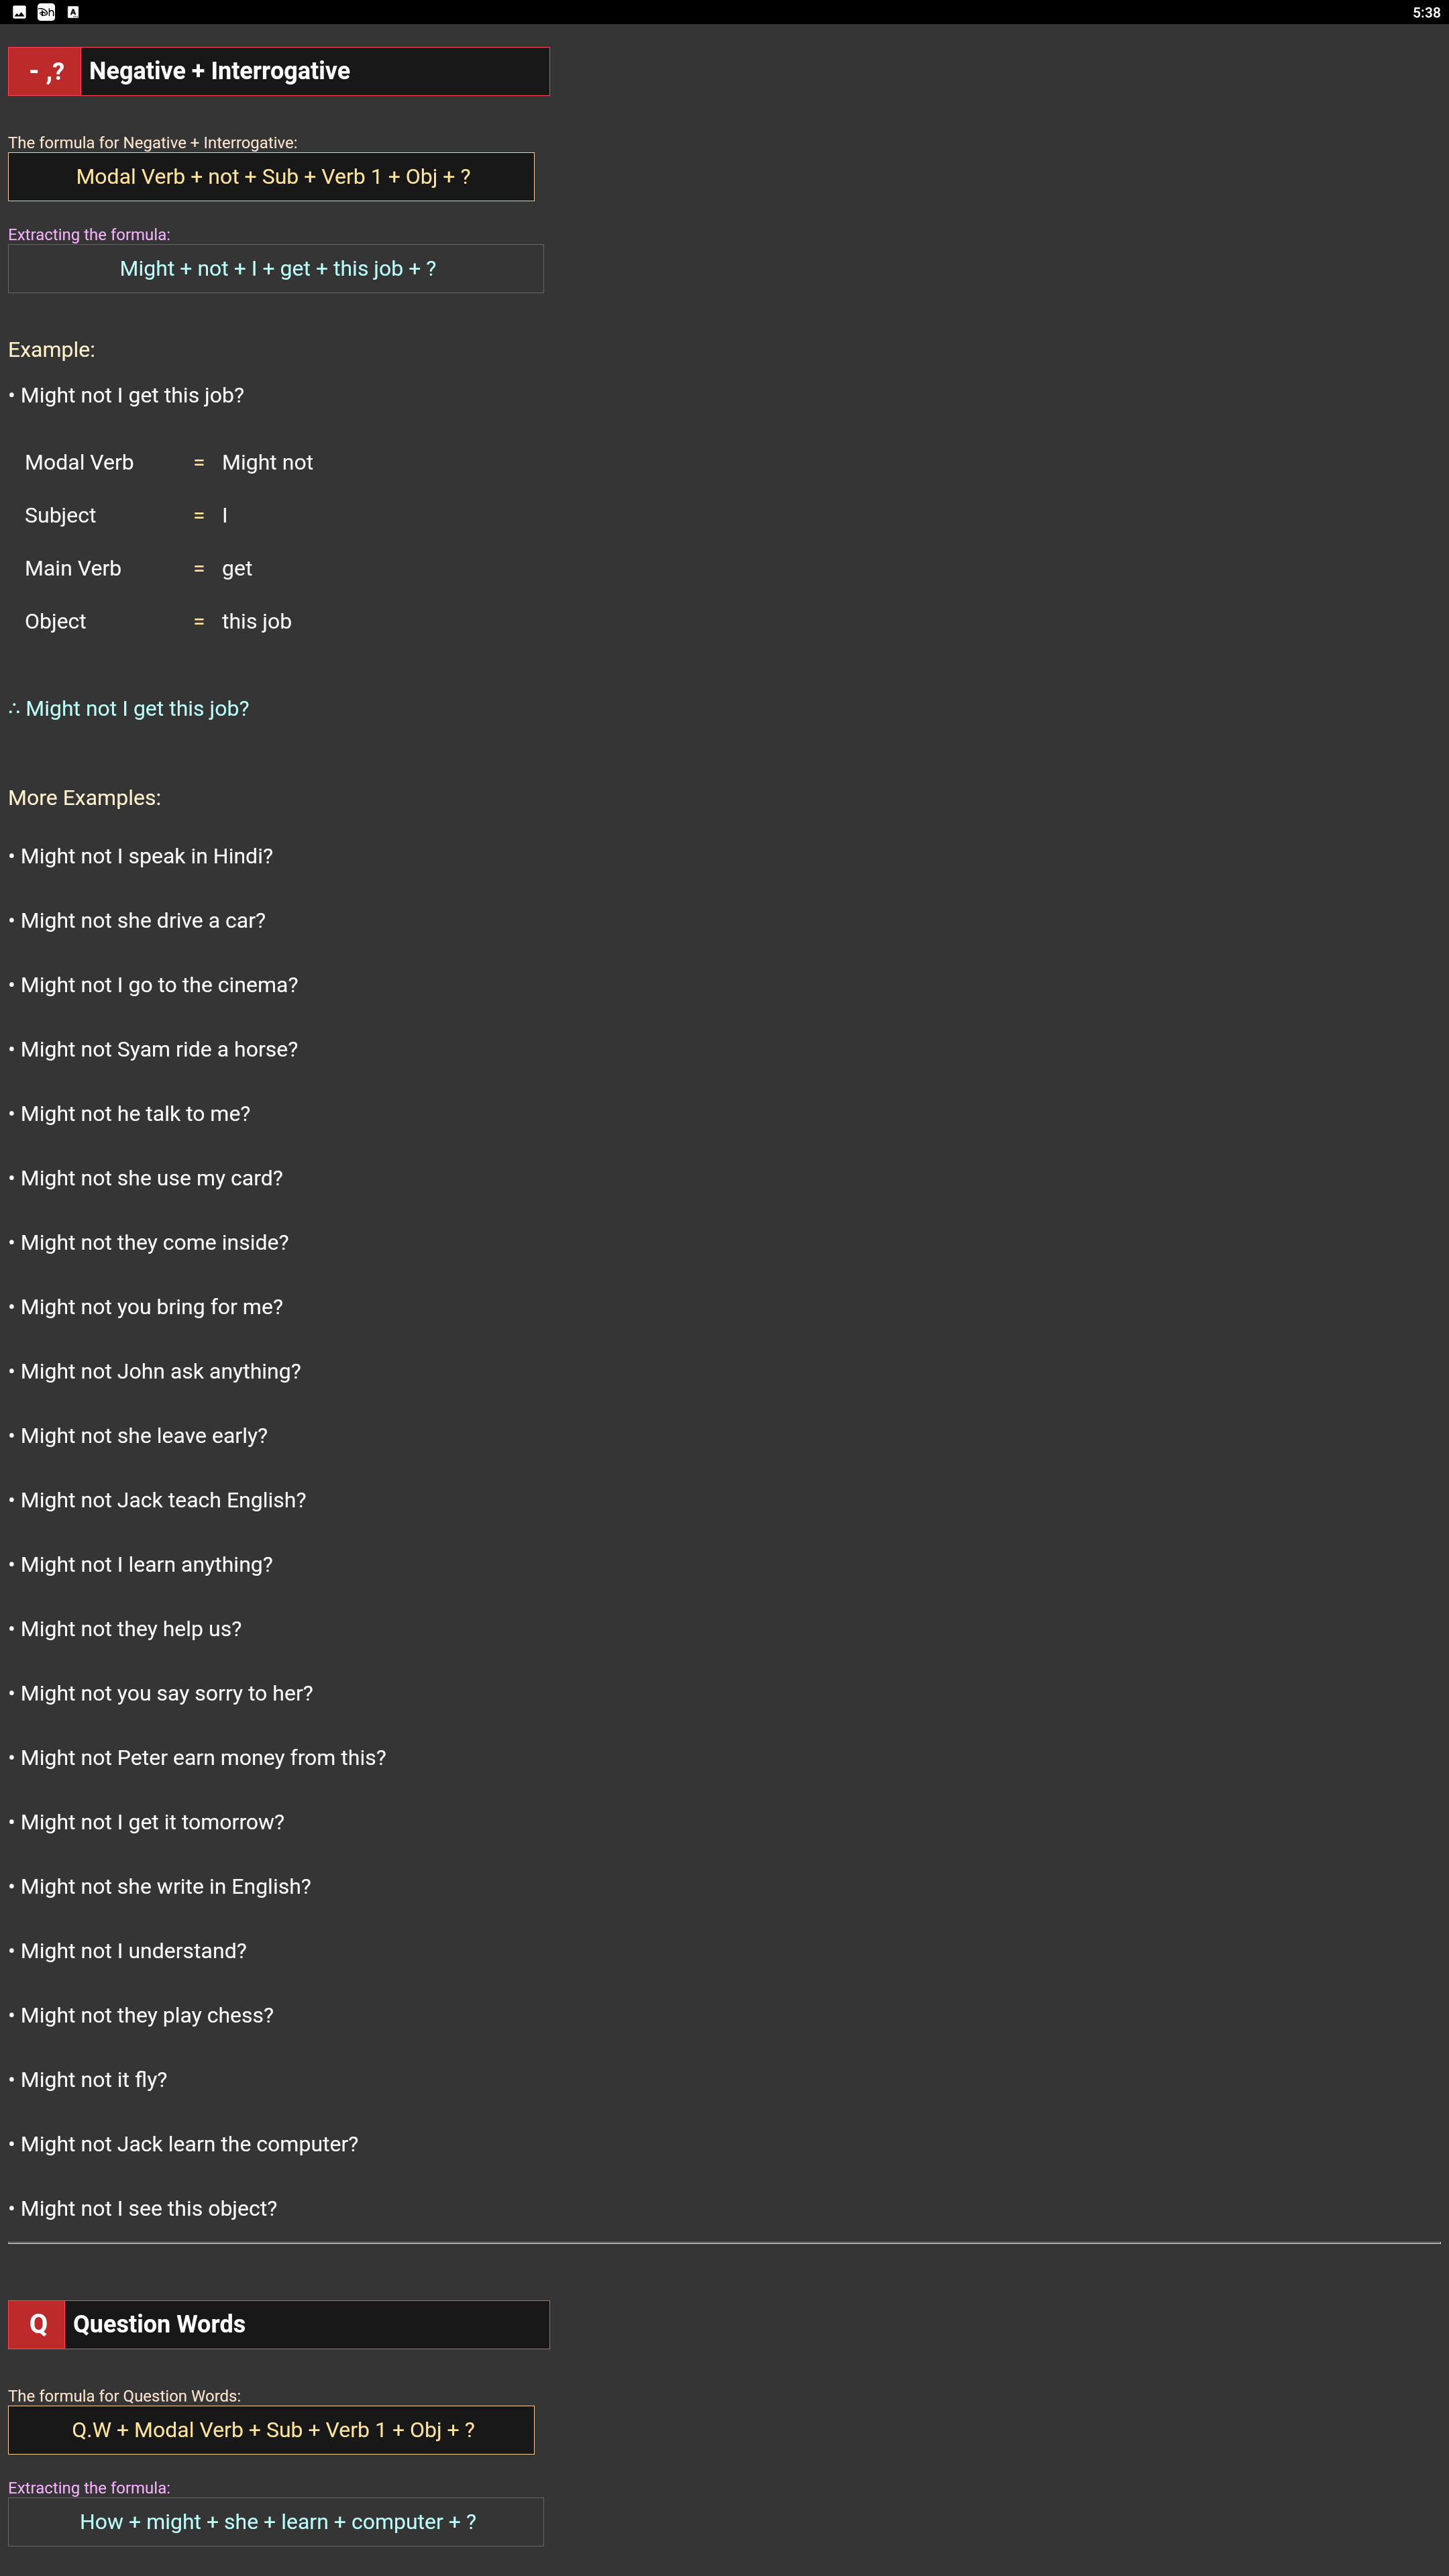 5:38
- ,? Negative + Interrogative
The formula for Negative + Interrogative:
Modal Verb + not + Sub + Verb 1 + Obj + ?
Extracting the formula:
Might + not + I + get + this job + ?
Example:
• Might not I get this job?
Modal Verb = Might not
Subject = I
Main Verb = get
Object = this job
∴ Might not I get this job?
More Examples:
• Might not I speak in Hindi?
• Might not she drive a car?
• Might not I go to the cinema?
• Might not Syam ride a horse?
• Might not he talk to me?
• Might not she use my card?
• Might not they come inside?
• Might not you bring for me?
• Might not John ask anything?
• Might not she leave early?
• Might not Jack teach English?
• Might not I learn anything?
• Might not they help us?
• Might not you say sorry to her?
• Might not Peter earn money from this?
• Might not I get it tomorrow?
• Might not she write in English?
• Might not I understand?
• Might not they play chess?
• Might not it fly?
• Might not Jack learn the computer?
• Might not I see this object?
Q Question Words
The formula for Question Words:
Q.W + Modal Verb + Sub + Verb 1 + Obj + ?
Extracting the formula:
How + might + she + learn + computer + ?